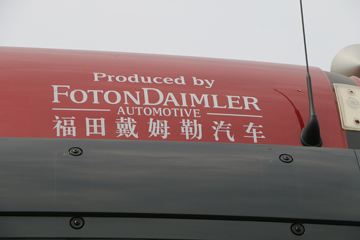 Produced by
FOTONDAIMLER
AUTOMOTIVE
福田戴姆勒汽车